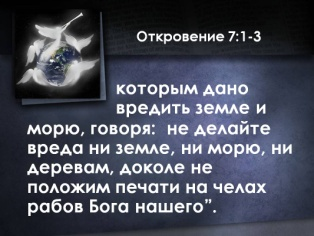 Откровение 7:1-3
которым дано
вредить земле и
морю, говоря:  не делайте
вреда ни земле, ни морю, ни
деревам, доколе не
положим печати на челах
рабов Бога нашего”.